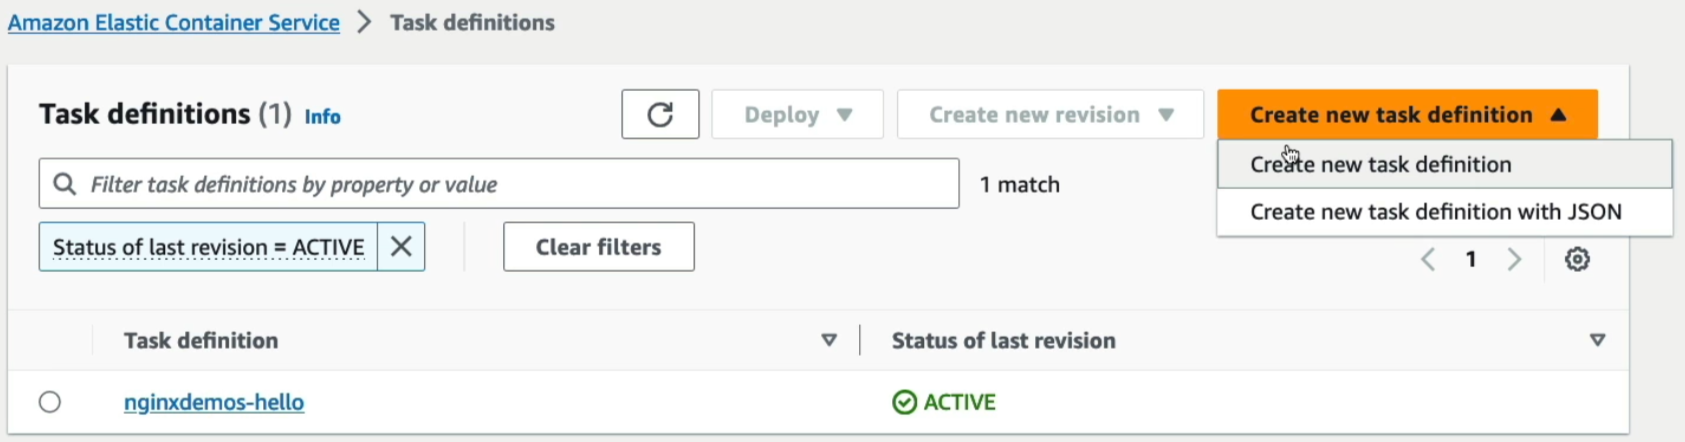 Amazon Elastic Container Service > Task definitions
Task definitions (1) Info
Deploy
Create new revision
Create new task definition
Create new task definition
Create new task definition with JSON
Filter task definitions by property or value
1 match
Status of last revision = ACTIVE
Clear filters
1
Task definition
Status of last revision
nginxdemos-hello
ACTIVE